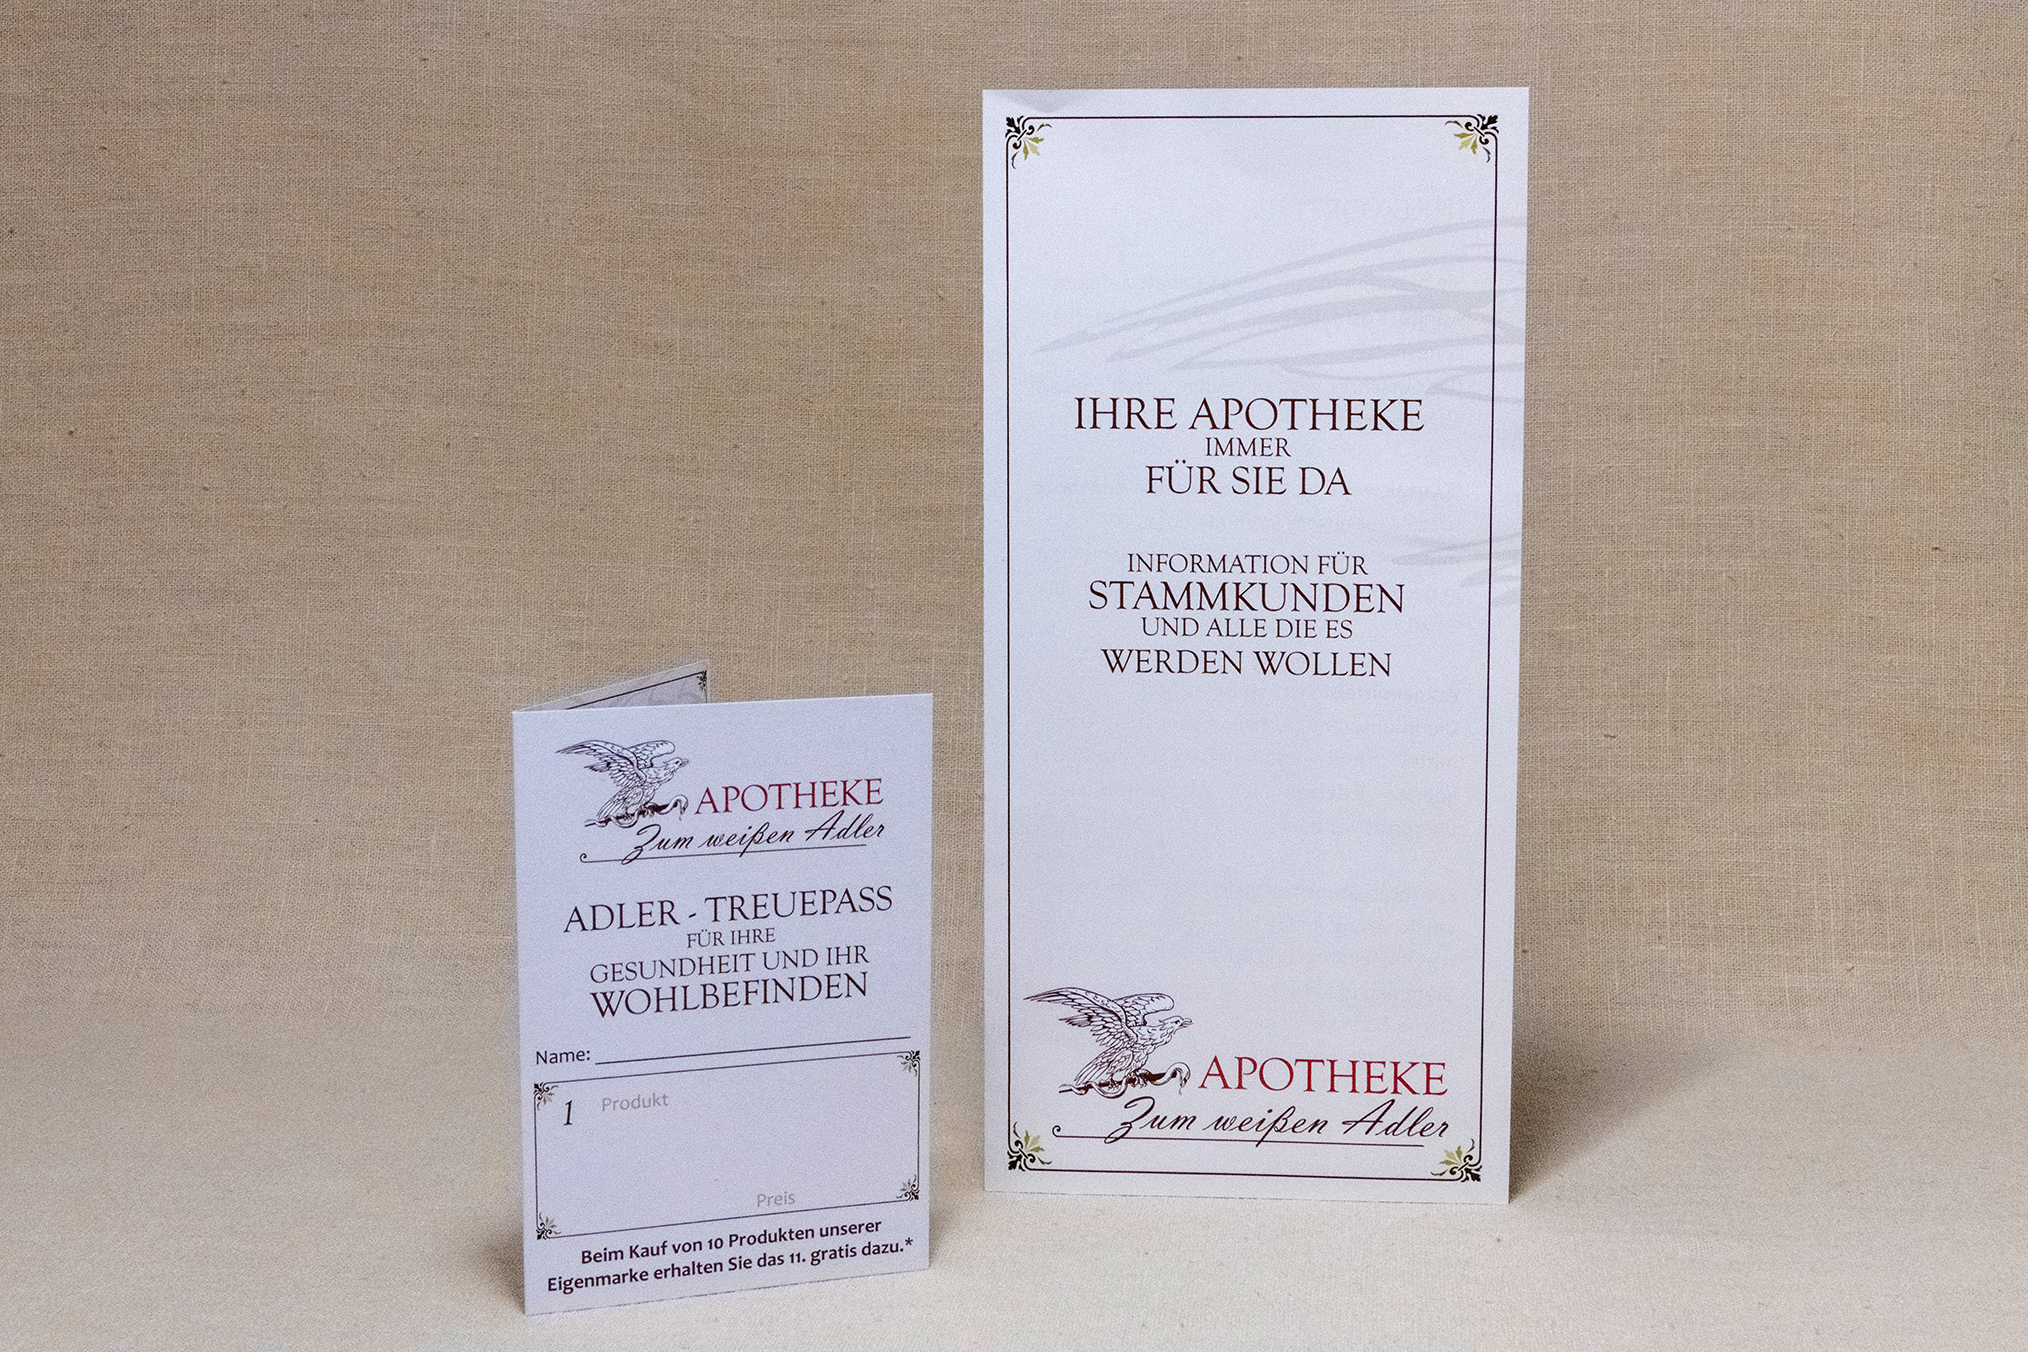 APOTHEKE
Zum weißen Adler
ADLER - TREUEPASS
FÜR IHRE
GESUNDHEIT UND IHR
WOHLBEFINDEN
Name:
1 Produkt
Preis
Beim Kauf von 10 Produkten unserer
Eigenmarke erhalten Sie das 11. gratis dazu.*
IHRE APOTHEKE
IMMER
FÜR SIE DA
INFORMATION FÜR
STAMMKUNDEN
UND ALLE DIE ES
WERDEN WOLLEN
APOTHEKE
Zum weißen Adler